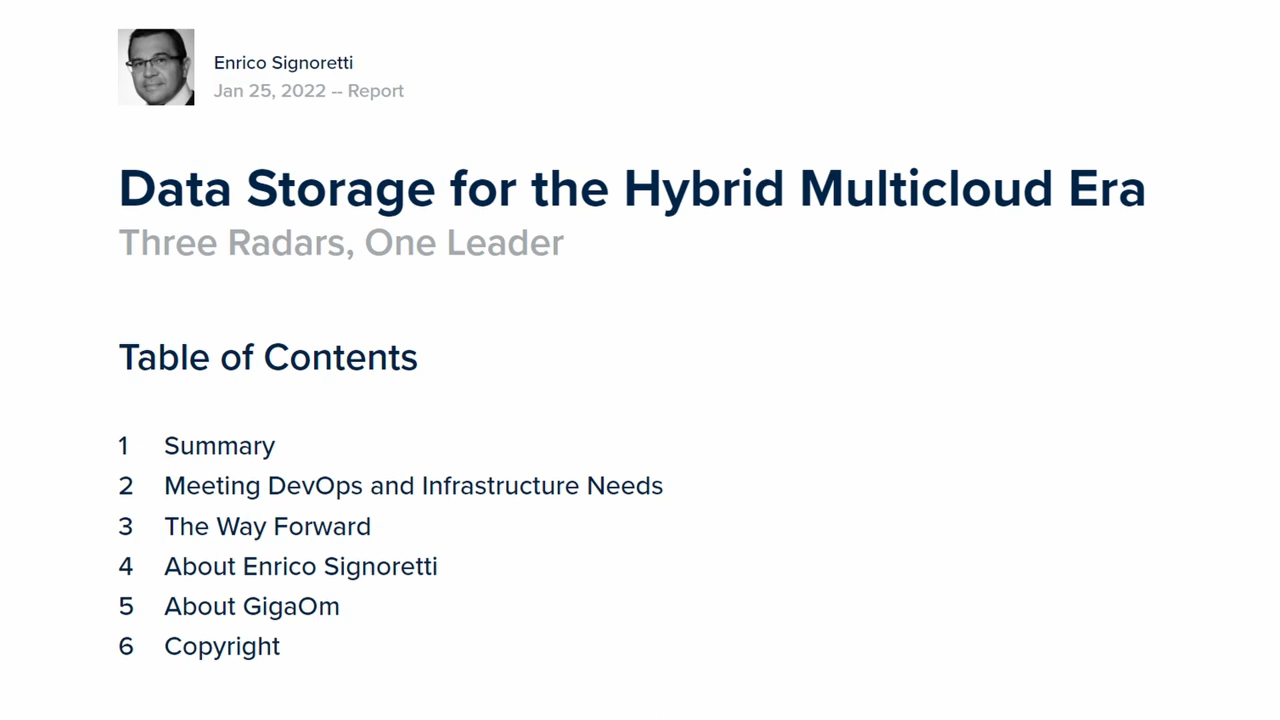 Enrico Signoretti
Jan 25, 2022 -- Report
Data Storage for the Hybrid Multicloud Era
Three Radars, One Leader
Table of Contents
1 Summary
2 Meeting DevOps and Infrastructure Needs
3 The Way Forward
4 About Enrico Signoretti
5 About GigaOm
6 Copyright